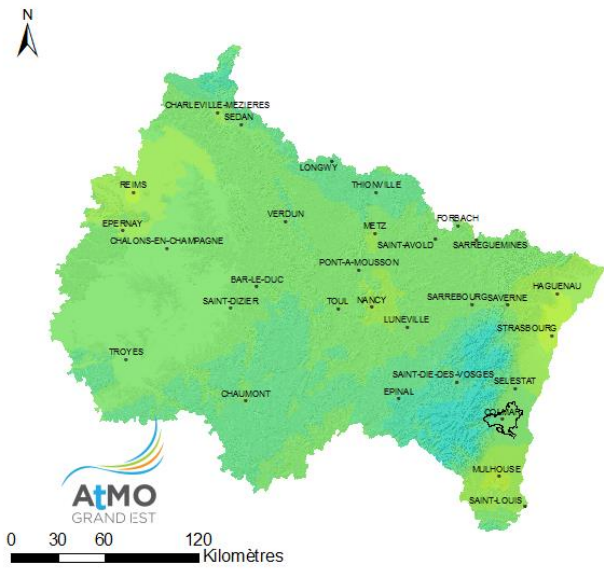 N
CHARLEVILLE-MEZIERES
SEDAN
LONGWY
REIMS
THIONVILLE
VERDUN
FORBACH
EPERNAY
METZ
CHALONS-EN-CHAMPAGNE
SAINT-AVOLD
SARREGUEMINES
PONT-A-MOUSSON
BAR-LE-DUC
HAGUENAU
SAINT-DIZIER
TOUL
NANCY
SARREBOURG
SAVERNE
LUNEVILLE
STRASBOURG
TROYES
SAINT-DIE-DES-VOSGES
SELESTAT
CHAUMONT
EPINAL
COLMAR
MULHOUSE
SAINT-LOUIS
AtMO
GRAND EST
0 30 60 120
Kilomètres